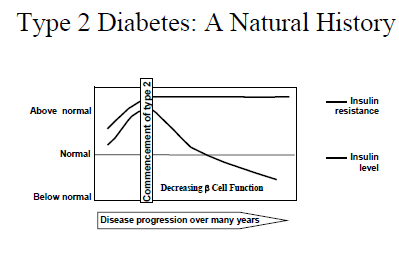 Type 2 Diabetes: A Natural History
Above normal
Normal
Below normal
Commencement of type 2
Decreasing β Cell Function
Insulin
resistance
Insulin
level
Disease progression over many years